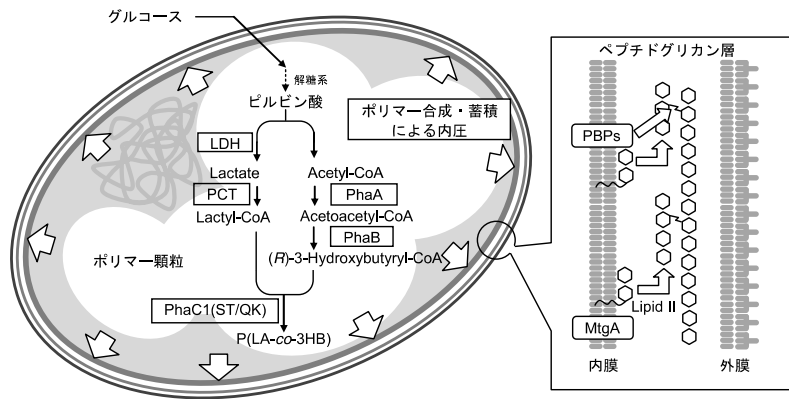 グルコース
解糖系
ピルビン酸
ポリマー合成・蓄積
による内圧
LDH
Lactate
Acetyl-CoA
PCT
PhaA
Lactyl-CoA
Acetoacetyl-CoA
PhaB
ポリマー顆粒
(R)-3-Hydroxybutyryl-CoA
PhaC1(ST/QK)
P(LA-co-3HB)
ペプチドグリカン層
PBPs
Lipid II
MtgA
内膜
外膜